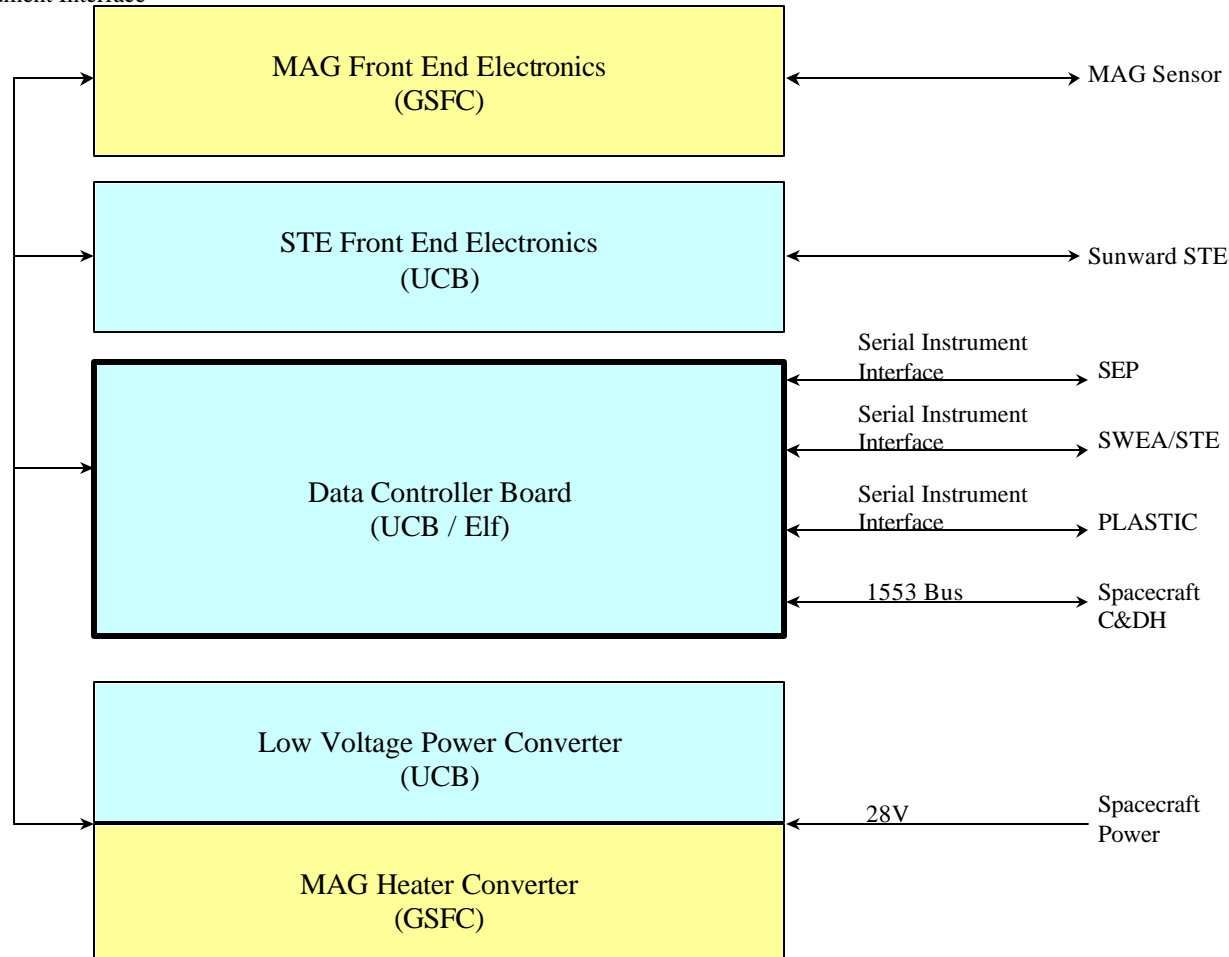 Interface
MAG Front End Electronics
(GSFC)
MAG Sensor
STE Front End Electronics
(UCB)
Sunward STE
Serial Instrument
Interface
SEP
Serial Instrument
Interface
SWEA/STE
Data Controller Board
(UCB / Elf)
Serial Instrument
Interface
PLASTIC
1553 Bus
Spacecraft
C&DH
Low Voltage Power Converter
(UCB)
28V
Spacecraft
Power
MAG Heater Converter
(GSFC)